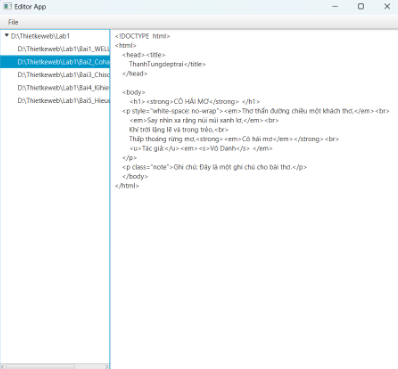 Editor App
File
D:\Thietkeweb\Lab1
D:\Thietkeweb\Lab1\Bai1_WELL
D:\Thietkeweb\Lab1\Bai2_Coha
D:\Thietkeweb\Lab1\Bai3_Chisc
D:\Thietkeweb\Lab1\Bai4_Khie
D:\Thietkeweb\Lab1\Bai5_Hieu
<!DOCTYPE html>
<html>
<head><title>
ThanhTungdeptrai</title>
</head>
<body>
<h1><strong>CÔ HÁI MƠ</strong> </h1>
<p style="white-space: no-wrap"><em>Thơ thẩn đường chiều một khách thơ,</em><br>
<em>Say nhìn xa rặng núi núi xanh lơ,</em><br>
Khí trời lặng lẽ và trong trẻo,<br>
Thấp thoáng rừng mơ,<strong><em>Cô hái mơ</em></strong><br>
<u>Tác giả:</u><em><s>Vô Danh</s> </em>
</p>
<p class="note">Ghi chú: Đây là một ghi chú cho bài thơ.</p>
</body>
</html>